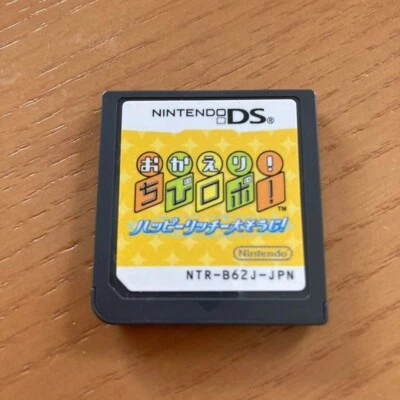 NINTENDO DS®
おかえり!
ちびロボ!
™
ハッピーリッチー大そうじ!
Nintendo
NTR-B62J-JPN